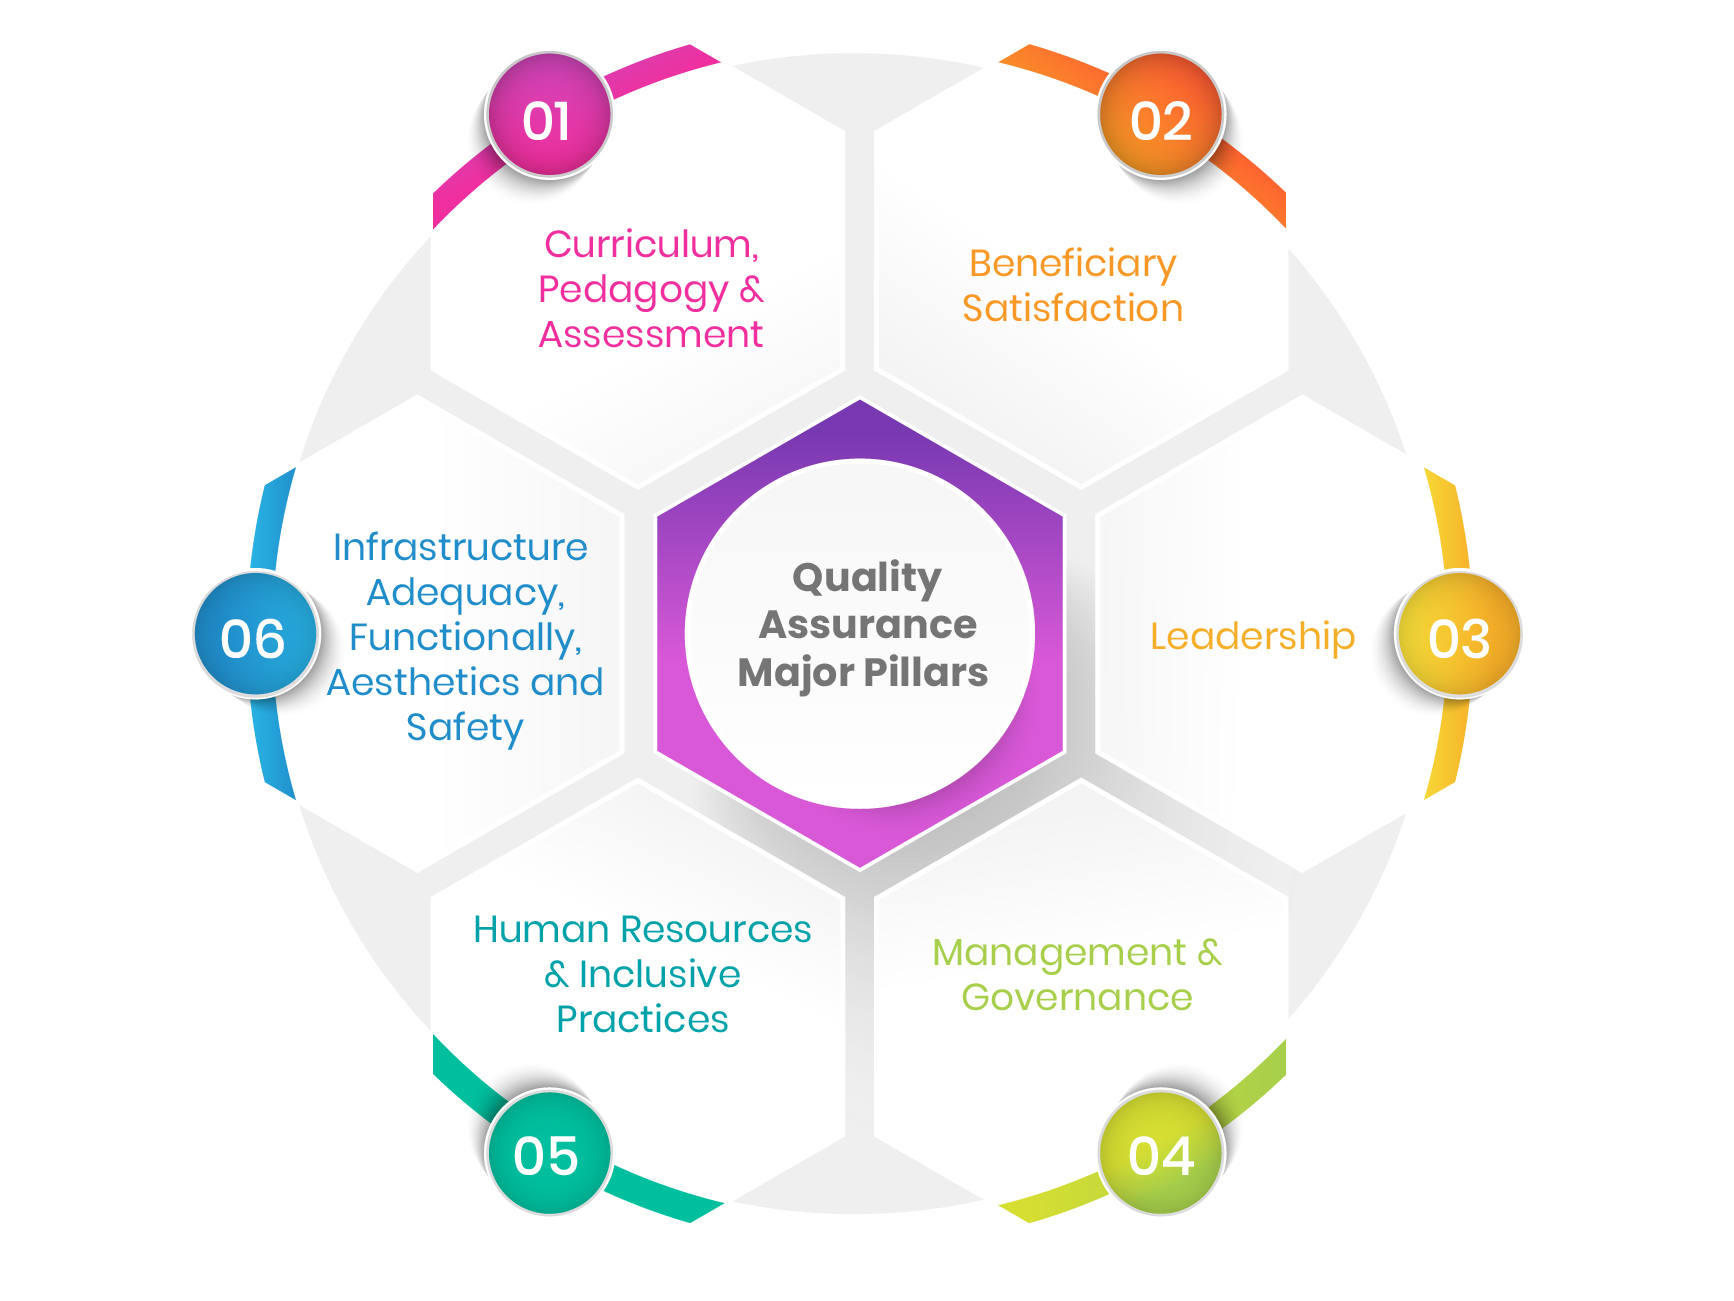 01
Curriculum,
Pedagogy &
Assessment
02
Beneficiary
Satisfaction
03
Leadership
04
Management &
Governance
05
Human Resources
& Inclusive
Practices
06
Infrastructure
Adequacy,
Functionally,
Aesthetics and
Safety
Quality
Assurance
Major Pillars